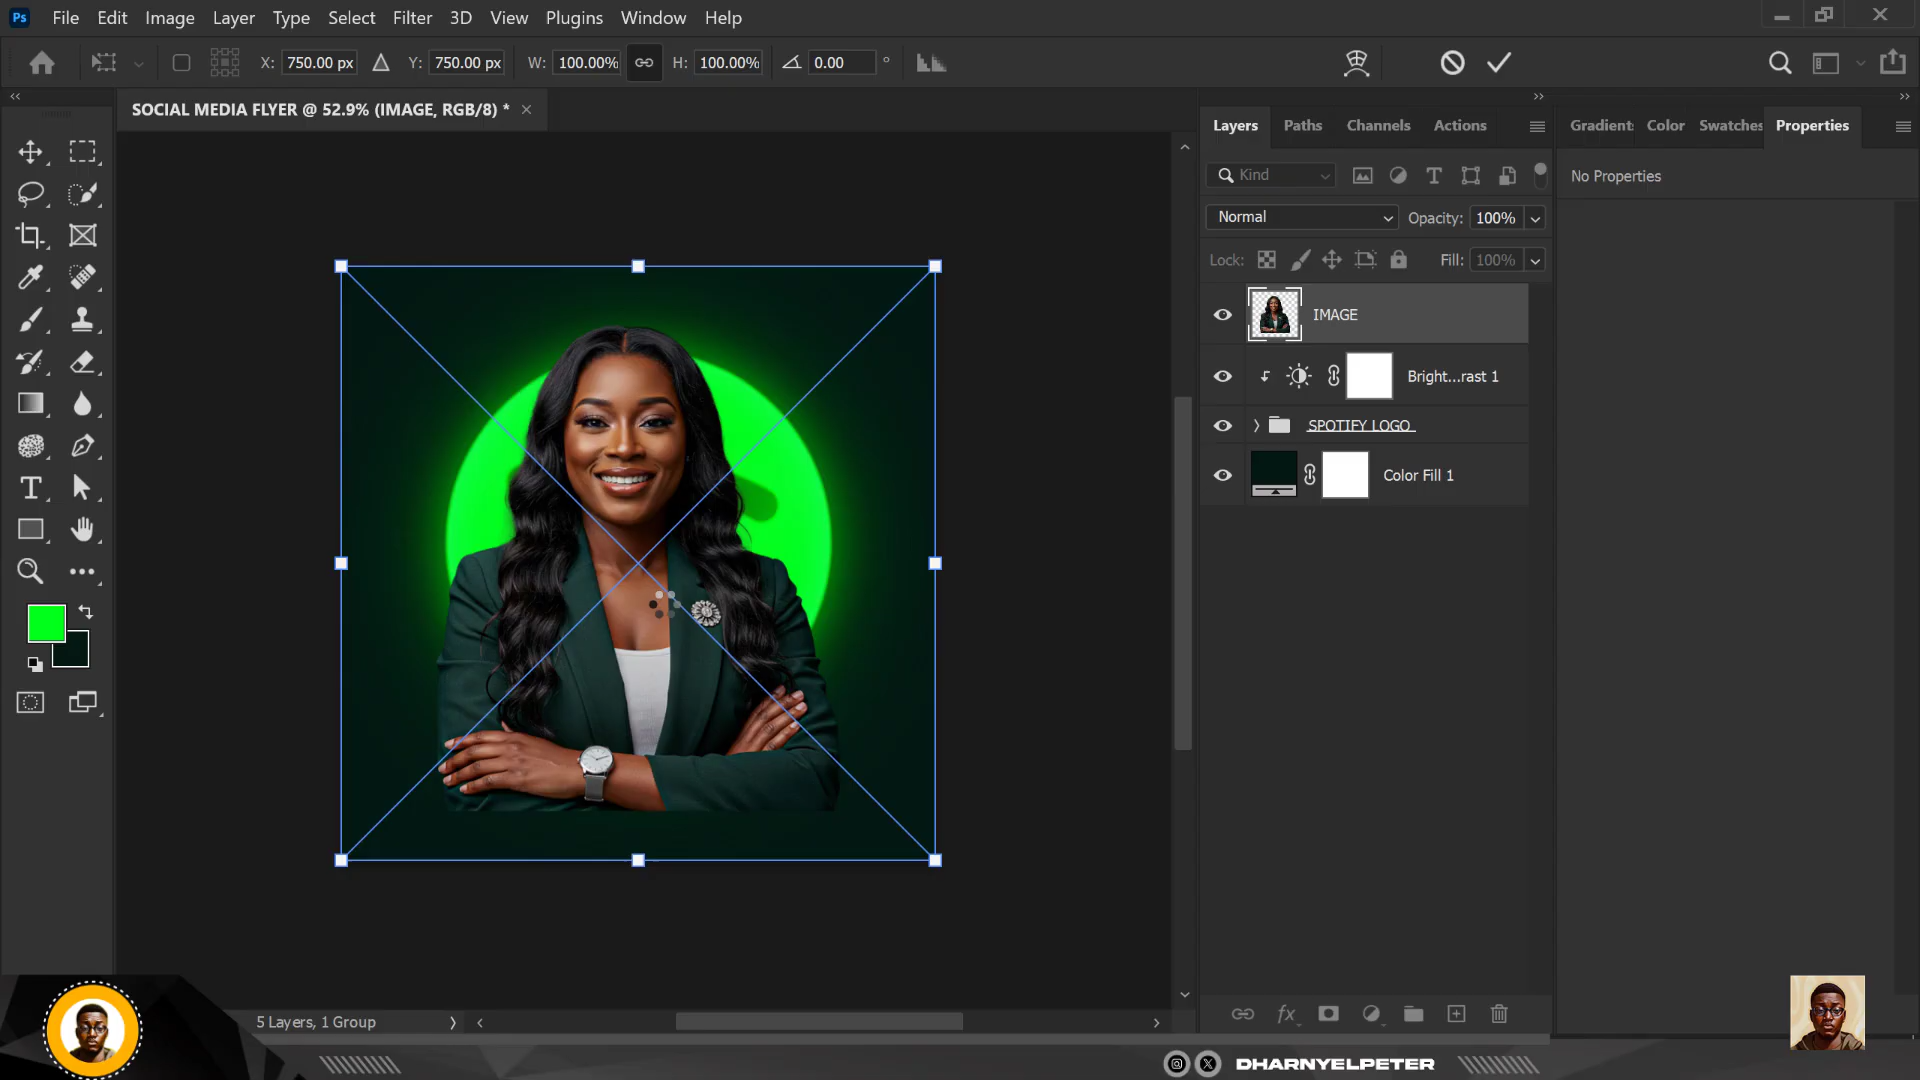 Ps File Edit Image Layer Type Select Filter 3D View Plugins Window Help
X: 750.00 px Y: 750.00 px W: 100.00% H: 100.00% 0.00 °
SOCIAL MEDIA FLYER @ 52.9% (IMAGE, RGB/8) * ×
Layers Paths Channels Actions
Gradient Color Swatches Properties
Kind
No Properties
Normal Opacity: 100%
Lock: Fill: 100%
IMAGE
Bright...rast 1
SPOTIFY LOGO
Color Fill 1
5 Layers, 1 Group
DHARNYELPETER